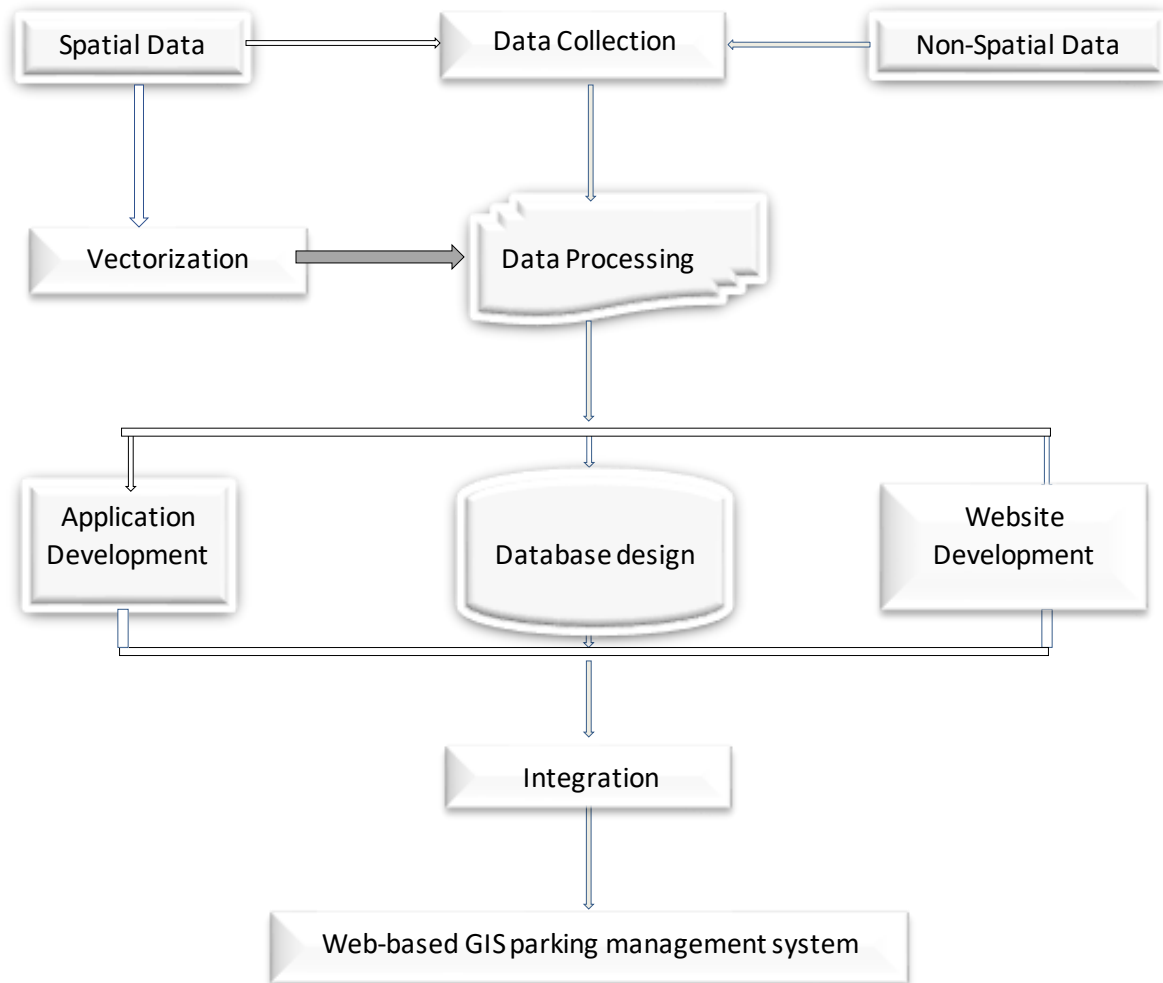 Spatial Data
Data Collection
Non-Spatial Data
Vectorization
Data Processing
Application
Development
Database design
Website
Development
Integration
Web-based GIS parking management system